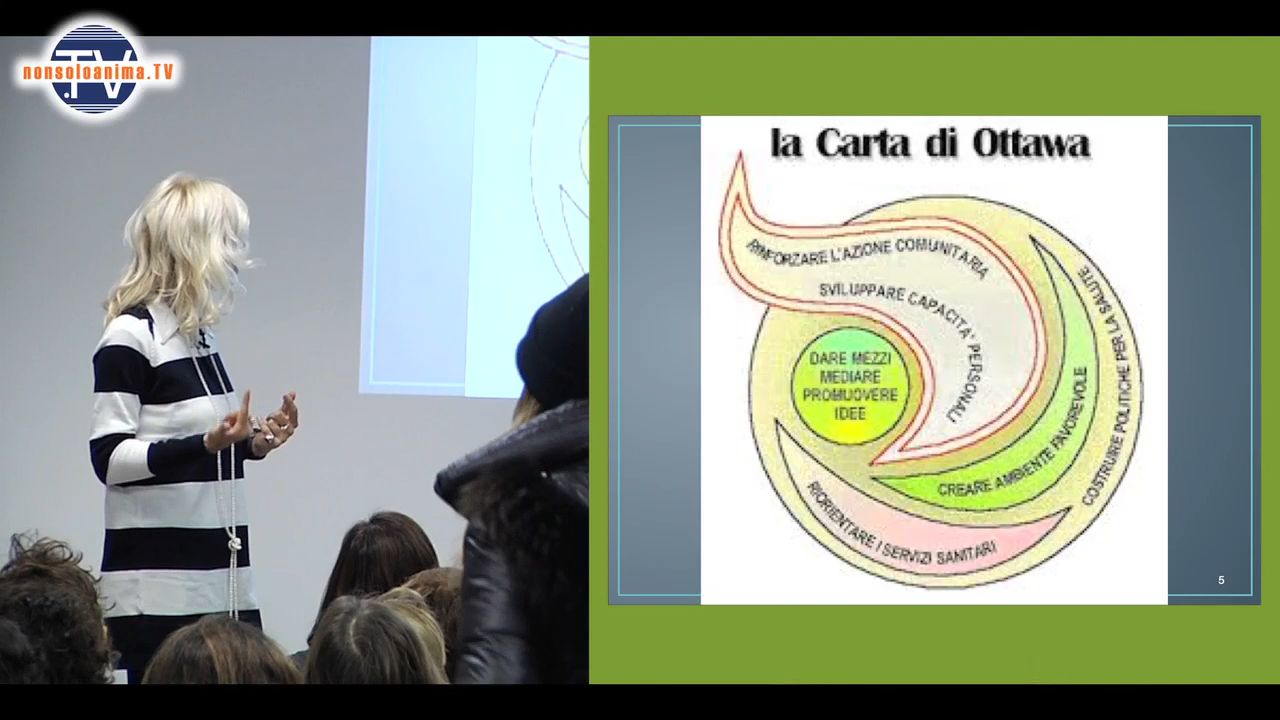 .TV
nonsoloanima.TV
la Carta di Ottawa
RINFORZARE L'AZIONE COMUNITARIA
SVILUPPARE CAPACITA' PERSONALI
DARE MEZZI
MEDIARE
PROMUOVERE
IDEE
CREARE AMBIENTE FAVOREVOLE
COSTRUIRE POLITICHE PER LA SALUTE
RIORIENTARE I SERVIZI SANITARI
5